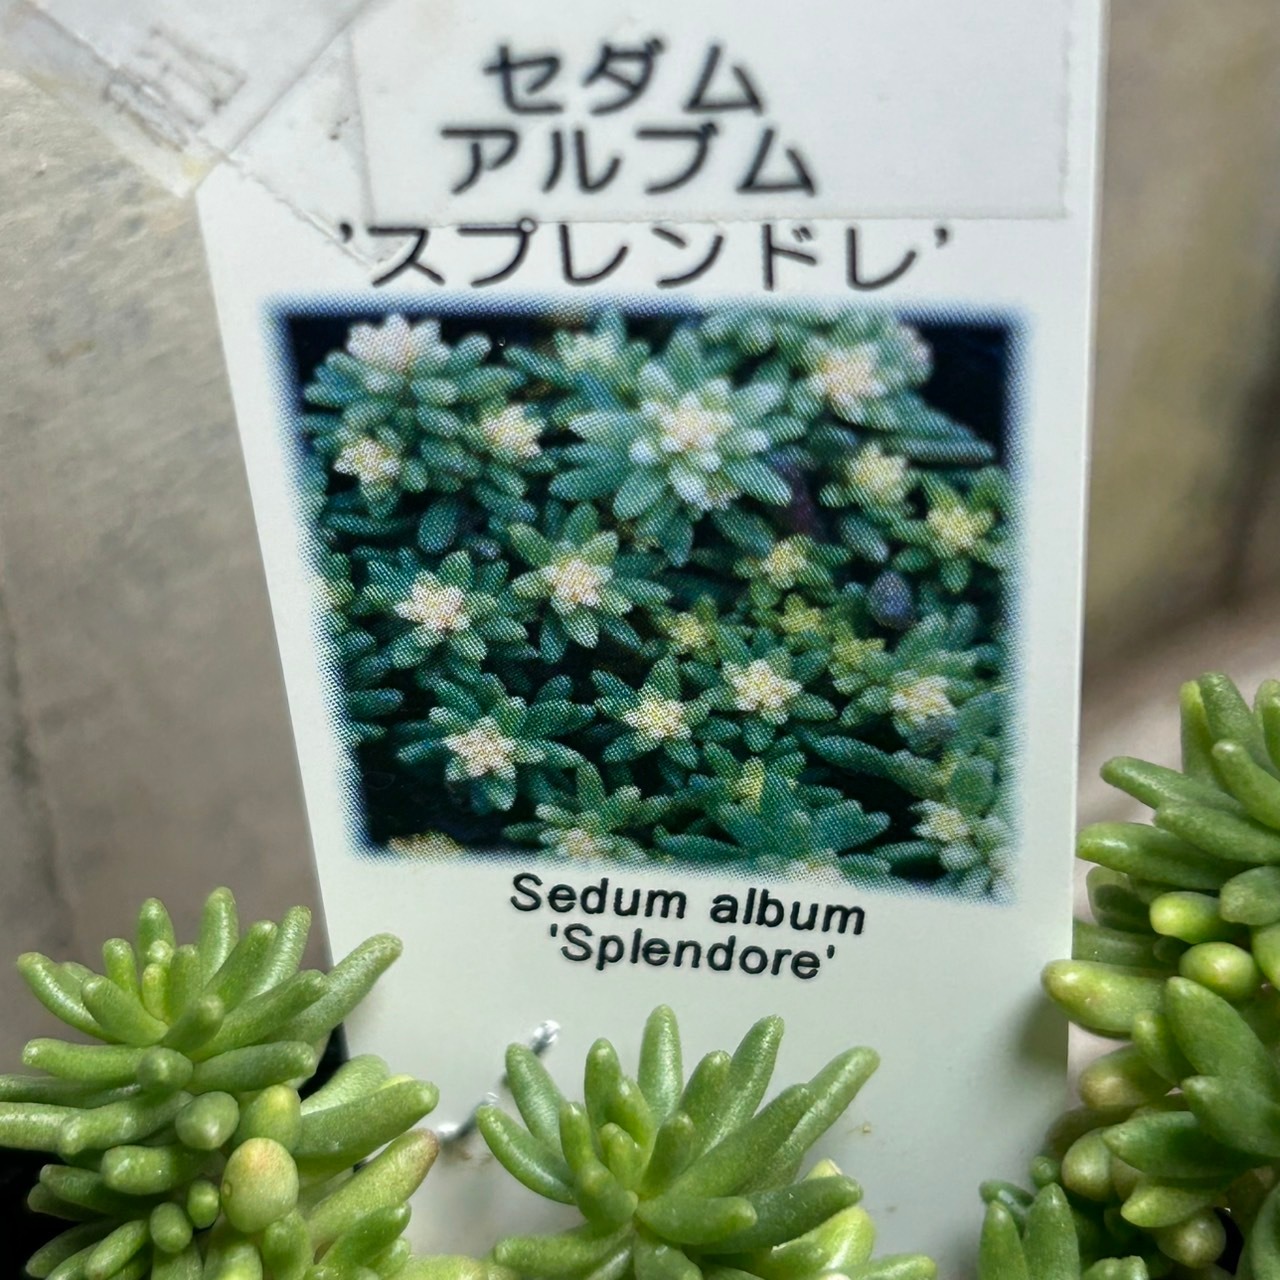 セダム
アルブム
'スプレンドレ'
Sedum album
'Splendore'